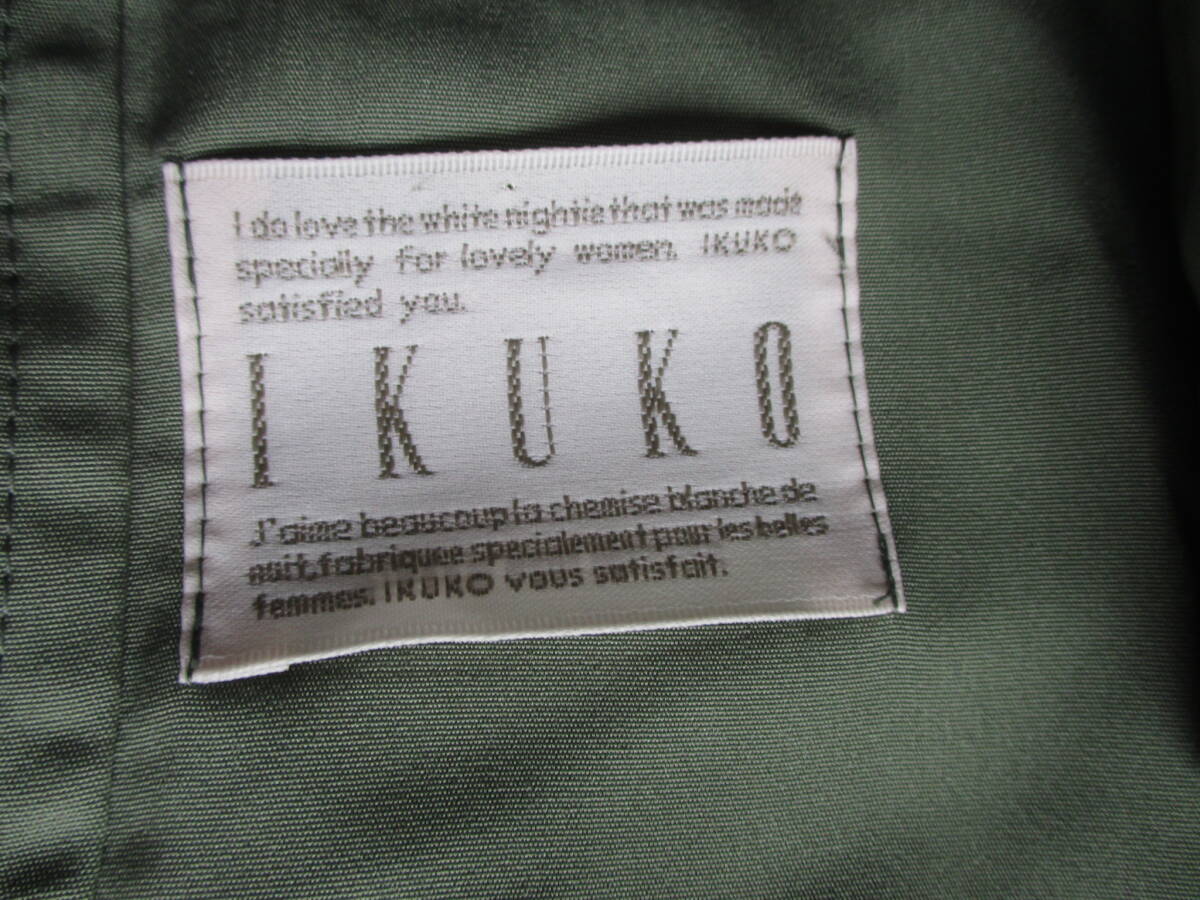 I do love the white nightie that was made
specially for lovely women. IKUKO
satisfied you.
IKUKO
J'aime beaucoup la chemise blanche de
nuit, fabriquee specialement pour les belles
femmes. IKUKO vous satisfait.